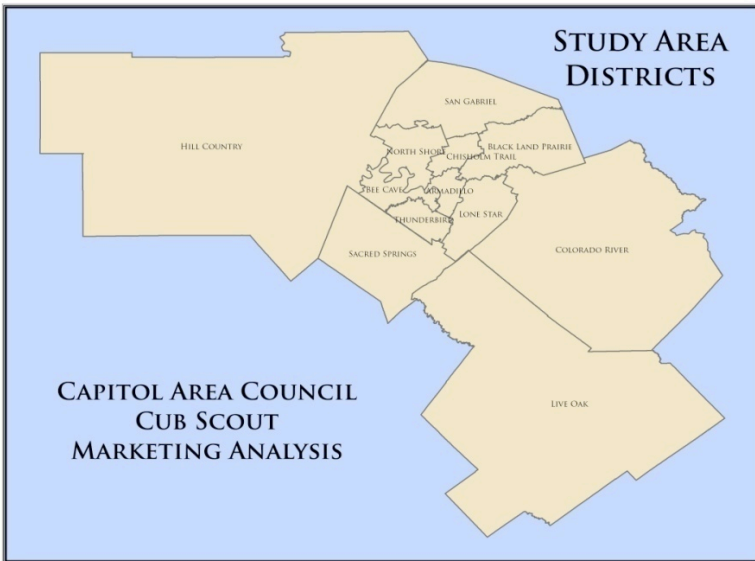 STUDY AREA
DISTRICTS
SAN GABRIEL
HILL COUNTRY
NORTH SHORE
BLACK LAND PRAIRIE
CHISHOLM TRAIL
BEE CAVE
ARMADILLO
THUNDERBIRD
LONE STAR
SACRED SPRINGS
COLORADO RIVER
CAPITOL AREA COUNCIL
CUB SCOUT
MARKETING ANALYSIS
LIVE OAK